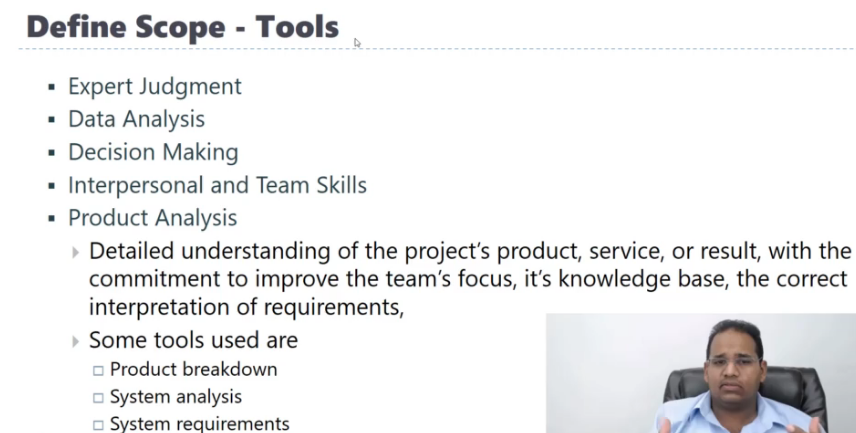 Define Scope - Tools
Expert Judgment
Data Analysis
Decision Making
Interpersonal and Team Skills
Product Analysis
Detailed understanding of the project's product, service, or result, with the
commitment to improve the team's focus, it's knowledge base, the correct
interpretation of requirements,
Some tools used are
Product breakdown
System analysis
System requirements